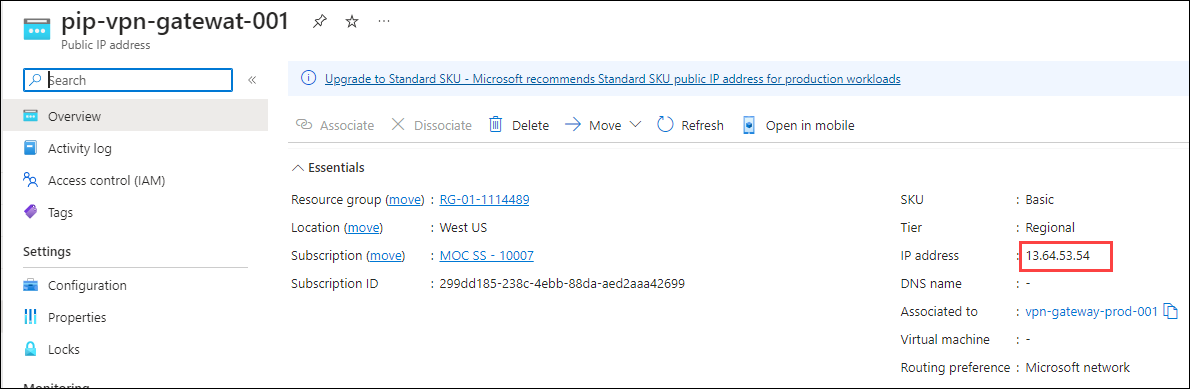 pip-vpn-gatewat-001
Public IP address
Search
Overview
Activity log
Access control (IAM)
Tags
Settings
Configuration
Properties
Locks
Monitoring
Upgrade to Standard SKU - Microsoft recommends Standard SKU public IP address for production workloads
Associate Dissociate Delete Move Refresh Open in mobile
Essentials
Resource group (move) : RG-01-1114489
Location (move) : West US
Subscription (move) : MOC SS - 10007
Subscription ID : 299dd185-238c-4ebb-88da-aed2aaa42699
SKU : Basic
Tier : Regional
IP address : 13.64.53.54
DNS name : -
Associated to : vpn-gateway-prod-001
Virtual machine : -
Routing preference : Microsoft network